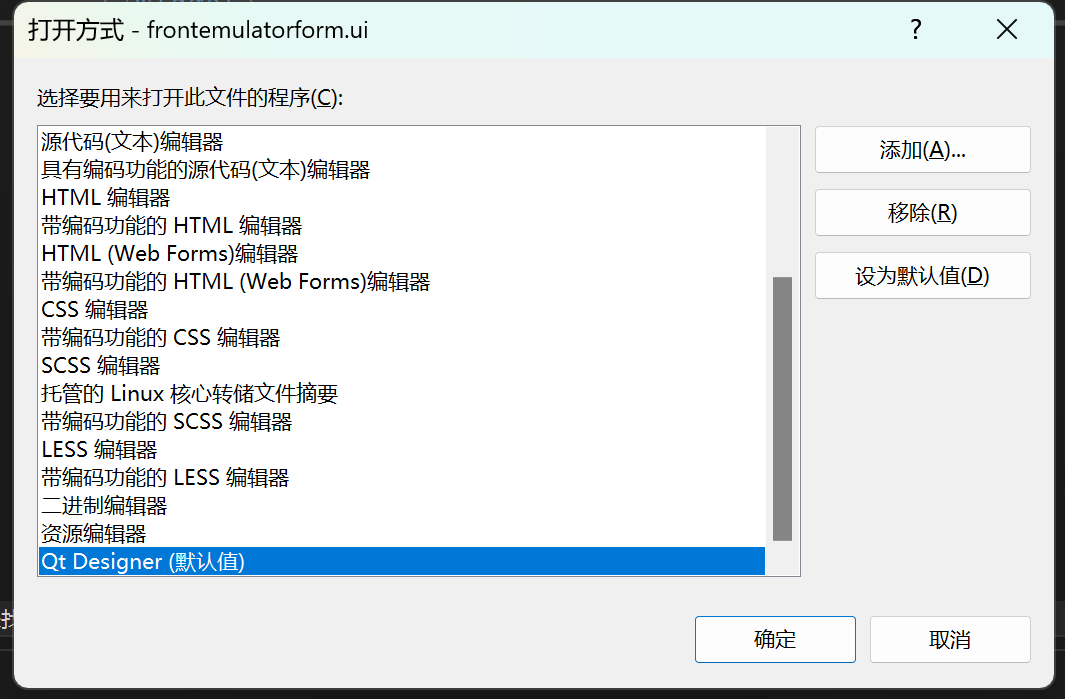 打开方式 - frontemulatorform.ui
?
选择要用来打开此文件的程序(C):
源代码(文本)编辑器
具有编码功能的源代码(文本)编辑器
HTML 编辑器
带编码功能的 HTML 编辑器
HTML (Web Forms)编辑器
带编码功能的 HTML (Web Forms)编辑器
CSS 编辑器
带编码功能的 CSS 编辑器
SCSS 编辑器
托管的 Linux 核心转储文件摘要
带编码功能的 SCSS 编辑器
LESS 编辑器
带编码功能的 LESS 编辑器
二进制编辑器
资源编辑器
Qt Designer (默认值)
添加(A)...
移除(R)
设为默认值(D)
确定
取消